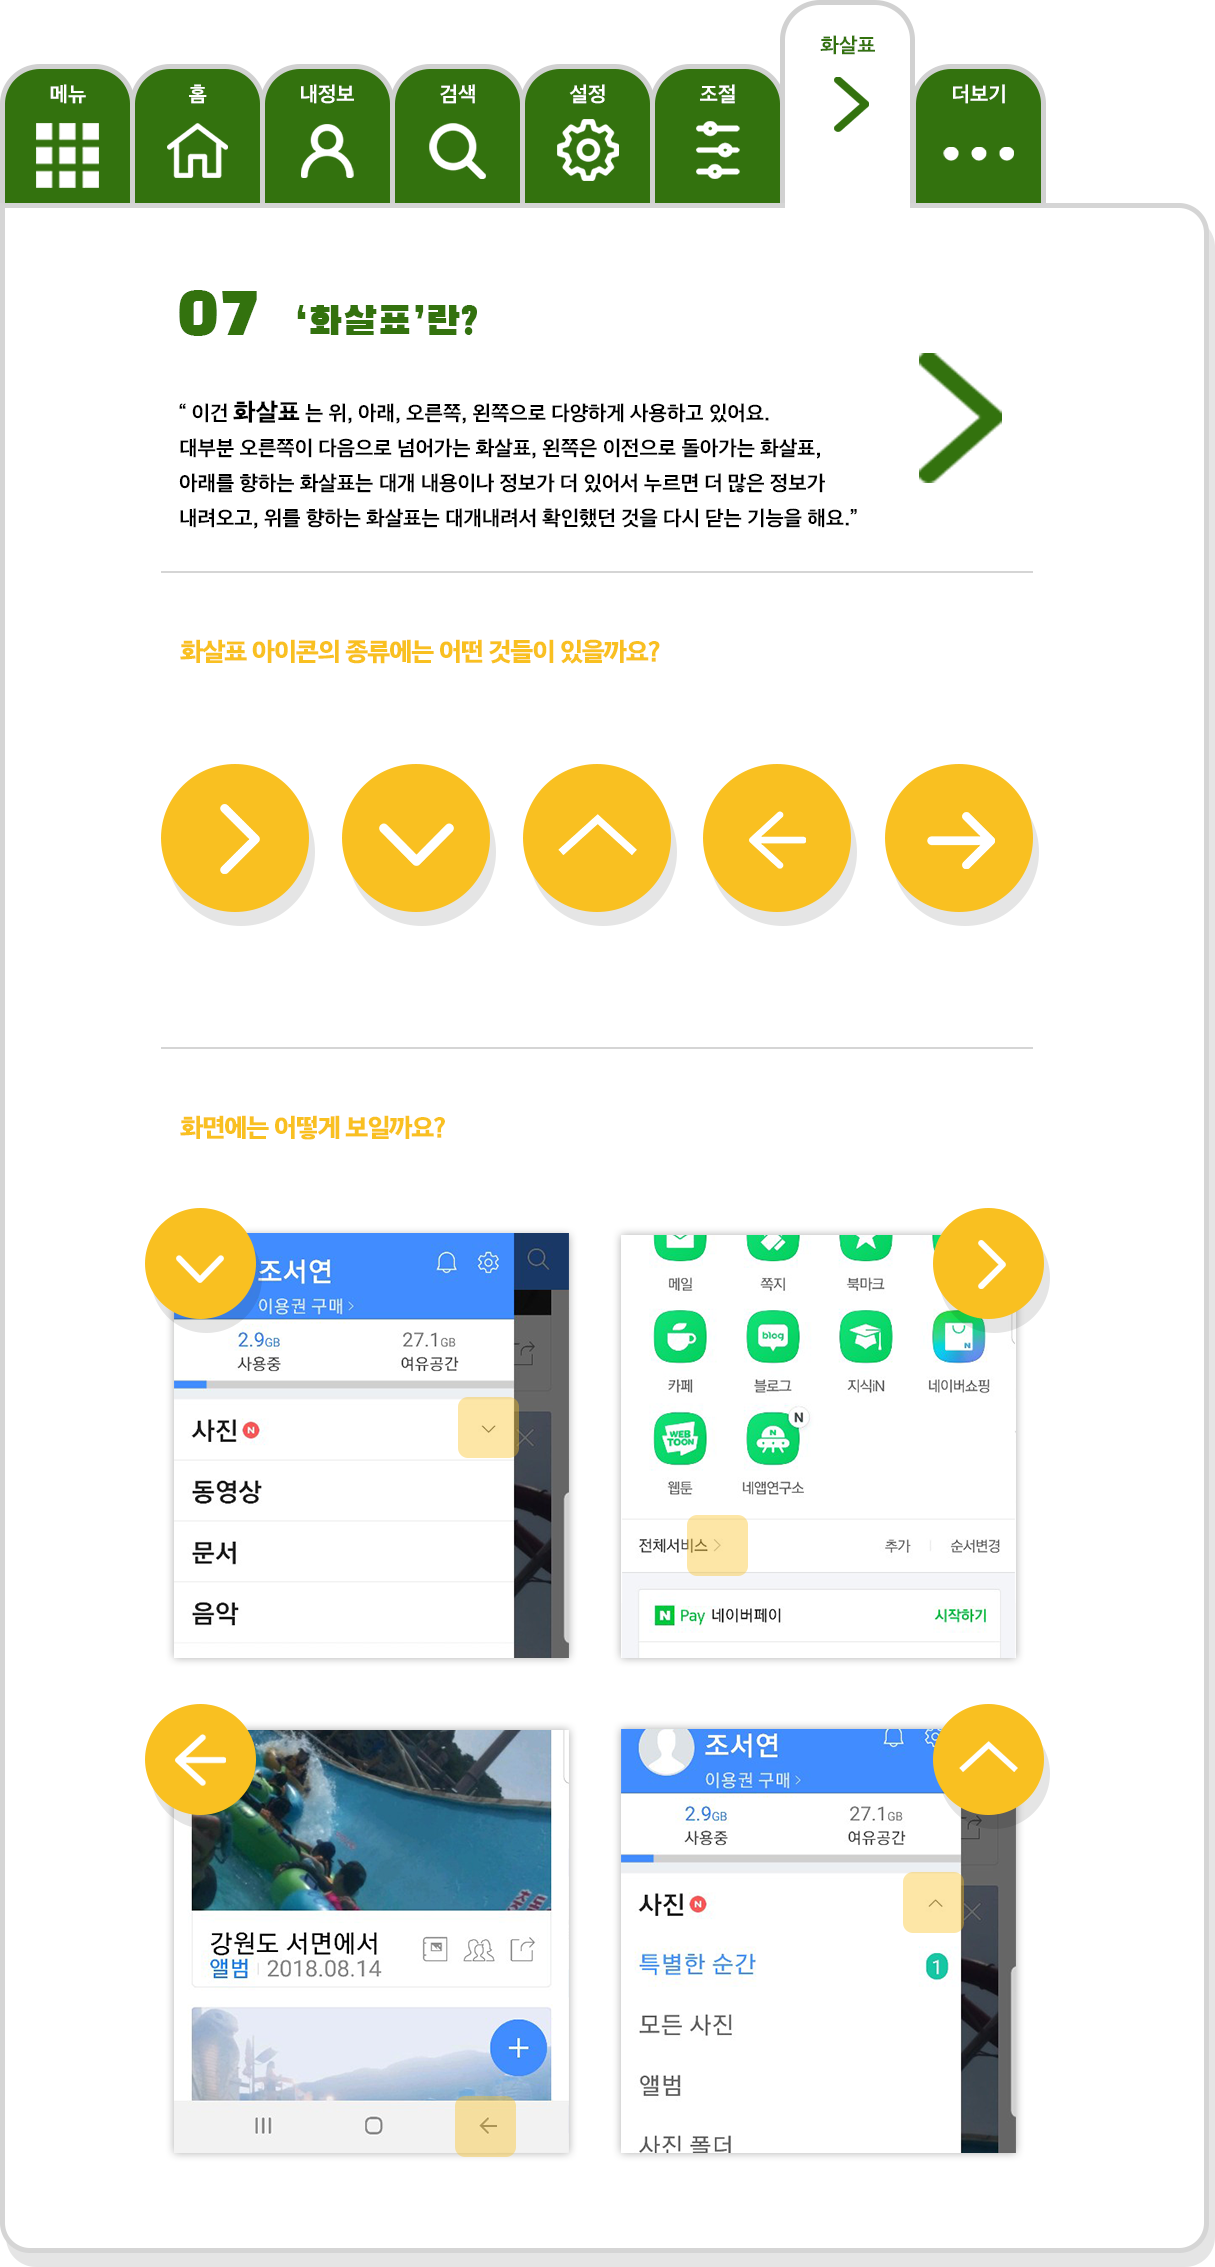 메뉴
홈
내정보
검색
설정
조절
화살표
더보기
07 ‘화살표’란?
“ 이건 화살표 는 위, 아래, 오른쪽, 왼쪽으로 다양하게 사용하고 있어요.
대부분 오른쪽이 다음으로 넘어가는 화살표, 왼쪽은 이전으로 돌아가는 화살표,
아래를 향하는 화살표는 대개 내용이나 정보가 더 있어서 누르면 더 많은 정보가
내려오고, 위를 향하는 화살표는 대개내려서 확인했던 것을 다시 닫는 기능을 해요.”
화살표 아이콘의 종류에는 어떤 것들이 있을까요?
화면에는 어떻게 보일까요?
조서연
이용권 구매 >
2.9GB 27.1GB
사용중 여유공간
사진 N
동영상
문서
음악
메일 쪽지 북마크
blog
카페 블로그 지식iN 네이버쇼핑
WEB TOON N
웹툰 네앱연구소
전체서비스 > 추가 순서변경
N Pay 네이버페이 시작하기
강원도 서면에서
앨범 2018.08.14
조서연
이용권 구매 >
2.9GB 27.1GB
사용중 여유공간
사진 N
특별한 순간 1
모든 사진
앨범
사진 폴더